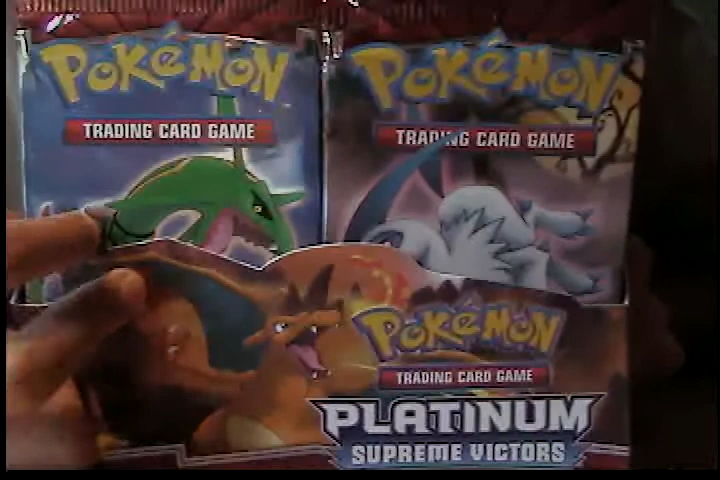 POKéMON
TRADING CARD GAME
POKéMON
TRADING CARD GAME
POKéMON
TRADING CARD GAME
PLATINUM
SUPREME VICTORS